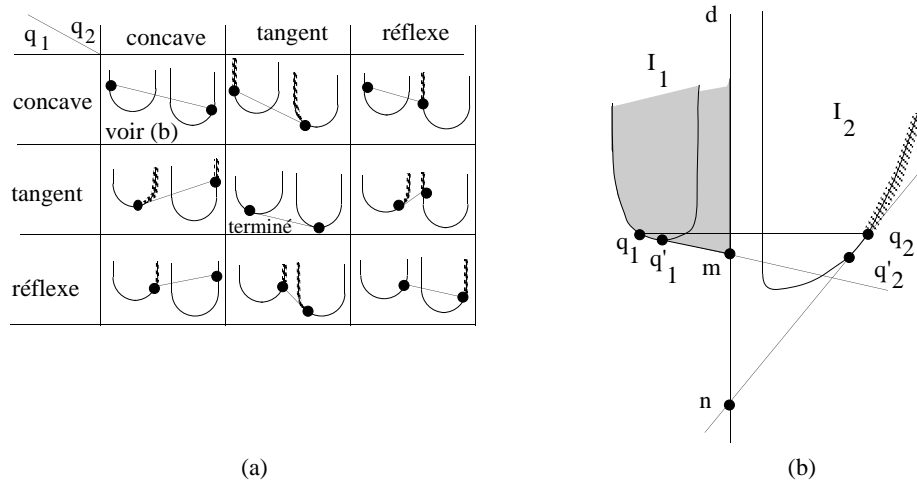 q1 q2 concave tangent réflexe
concave
voir (b)
tangent
terminé
réflexe
(a)
d
I1
I2
q1 q'1 m q2
q'2
n
(b)